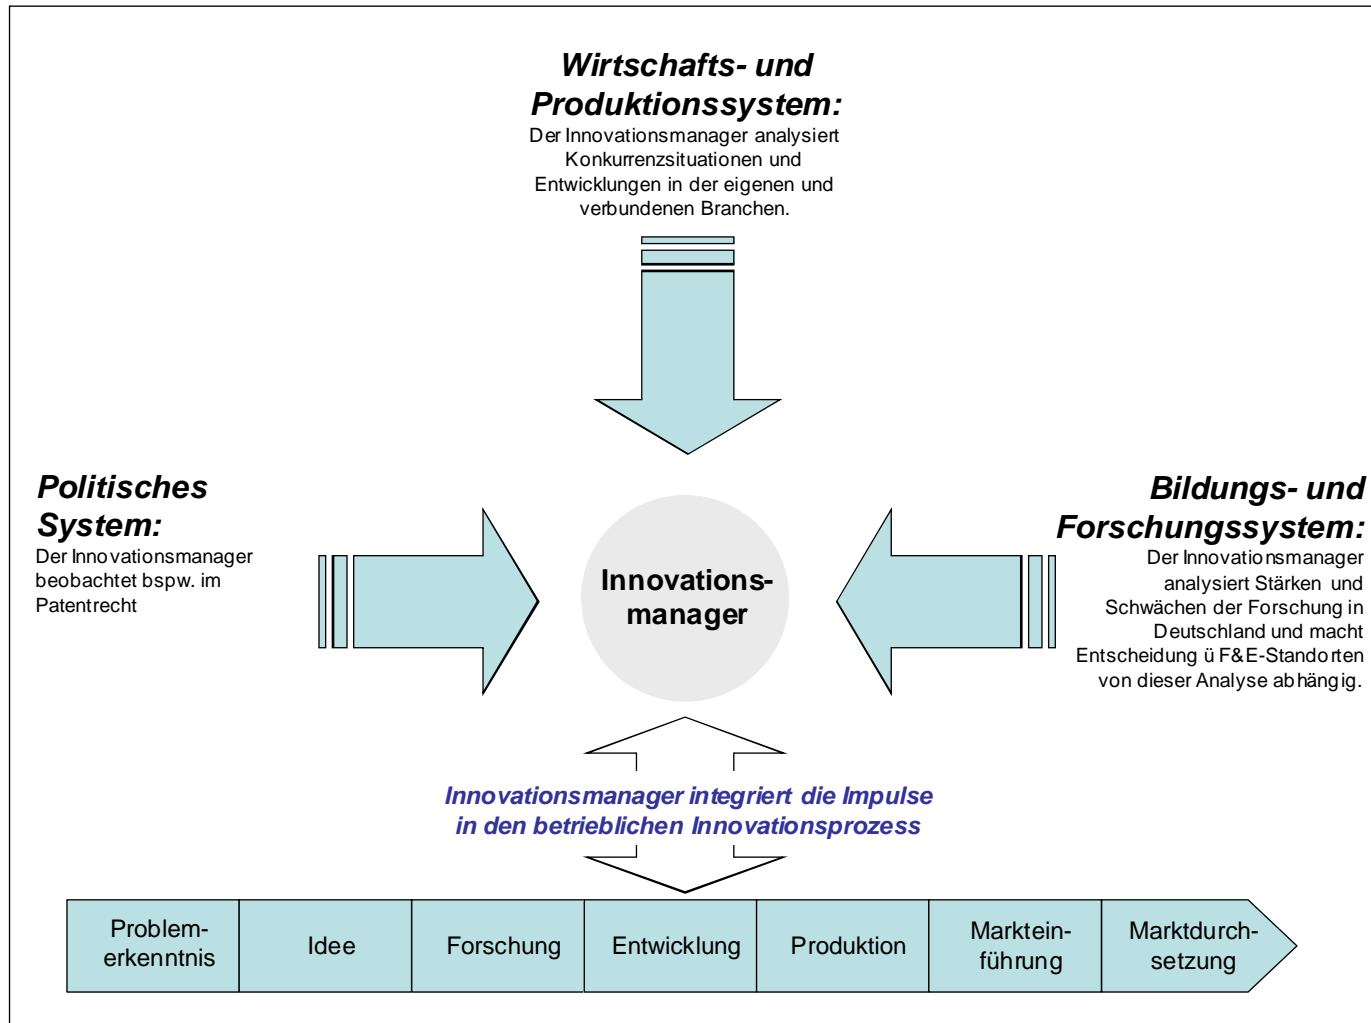 Wirtschafts- und
Produktionssystem:
Der Innovationsmanager analysiert
Konkurrenzsituationen und
Entwicklungen in der eigenen und
verbundenen Branchen.
Politisches
System:
Der Innovationsmanager
beobachtet bspw. im
Patentrecht
Innovations-
manager
Bildungs- und
Forschungssystem:
Der Innovationsmanager
analysiert Stärken und
Schwächen der Forschung in
Deutschland und macht
Entscheidung ü F&E-Standorten
von dieser Analyse abhängig.
Innovationsmanager integriert die Impulse
in den betrieblichen Innovationsprozess
Problem-
erkenntnis
Idee
Forschung
Entwicklung
Produktion
Marktein-
führung
Marktdurch-
setzung